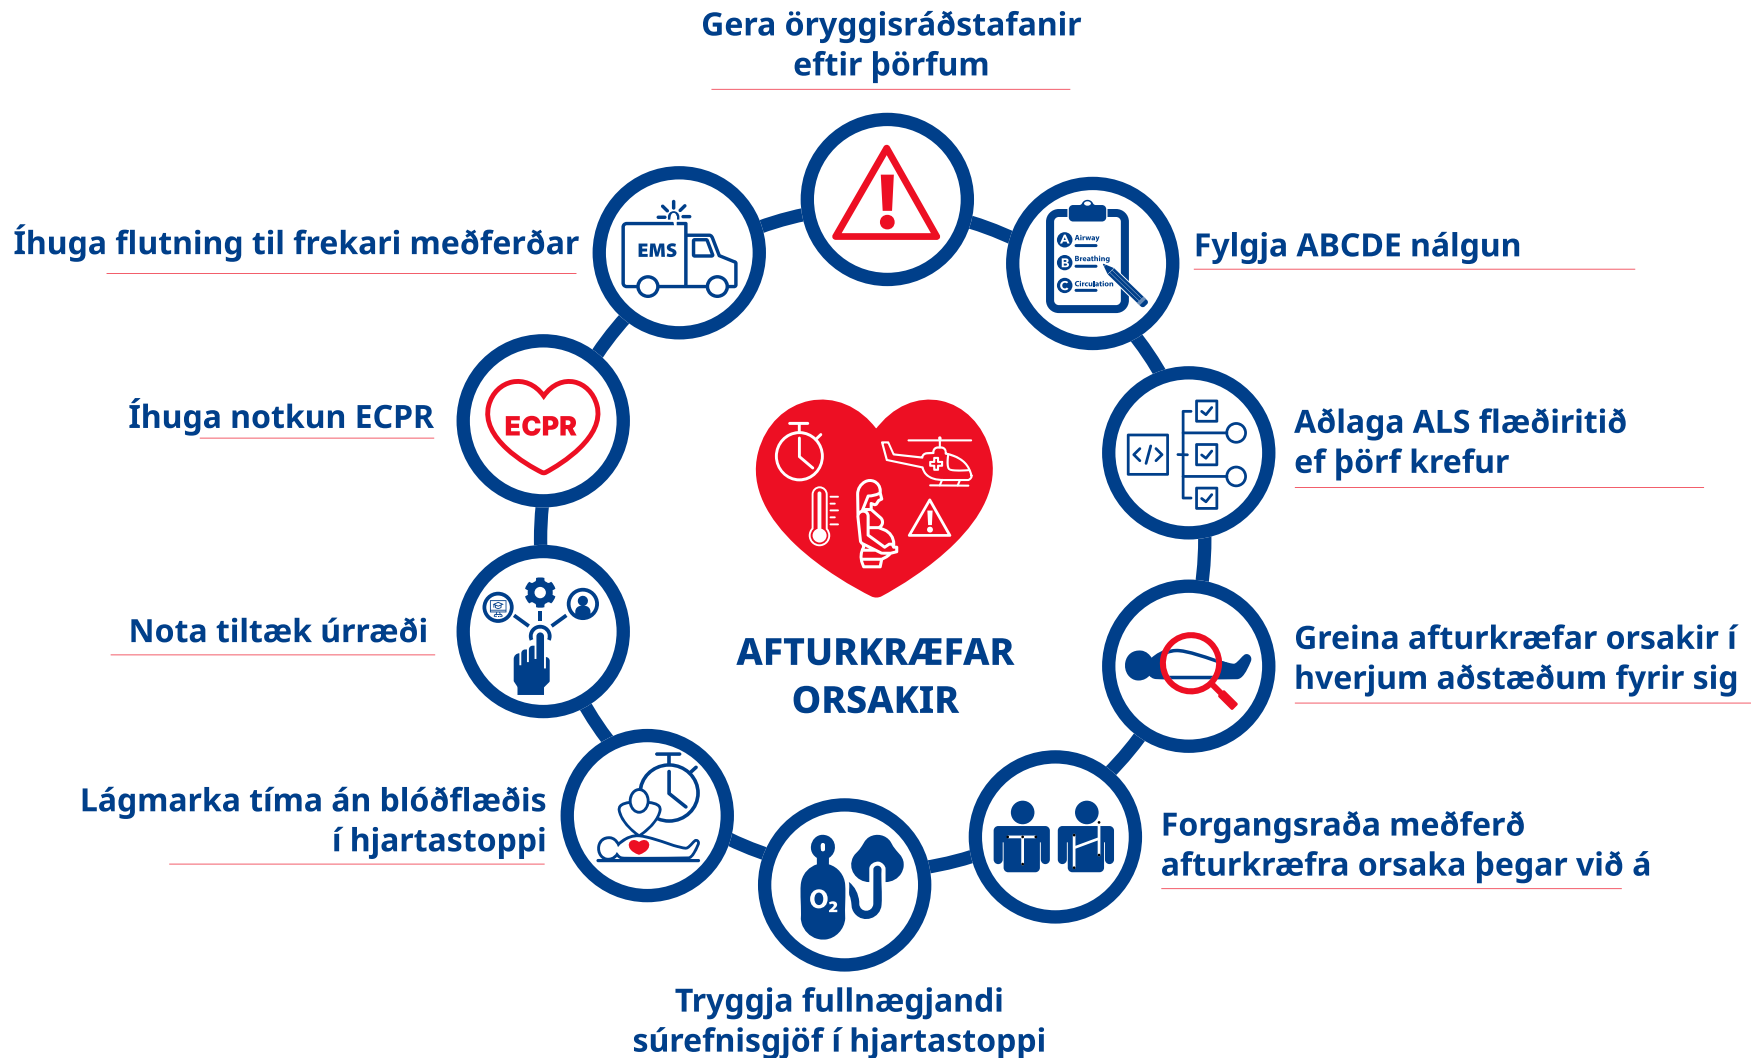 Gera öryggisráðstafanir
eftir þörfum
Fylgja ABCDE nálgun
A Airway
B Breathing
C Circulation
Aðlaga ALS flæðiritið
ef þörf krefur
Greina afturkræfar orsakir í
hverjum aðstæðum fyrir sig
Forgangsraða meðferð
afturkræfra orsaka þegar við á
Tryggja fullnægjandi
súrefnisgjöf í hjartastoppi
O₂
Lágmarka tíma án blóðflæðis
í hjartastoppi
Nota tiltæk úrræði
Íhuga notkun ECPR
ECPR
Íhuga flutning til frekari meðferðar
EMS
AFTURKRÆFAR
ORSAKIR